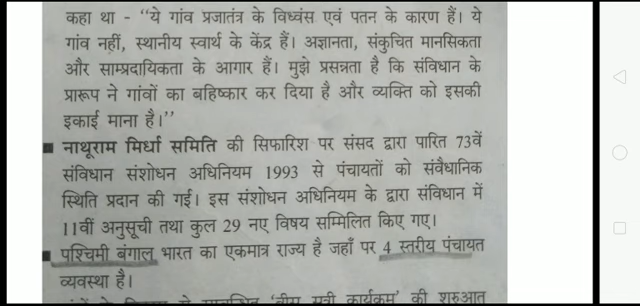 कहा था - ‘‘ये गांव प्रजातंत्र के विध्वंस एवं पतन के कारण हैं। ये
गांव नहीं, स्थानीय स्वार्थ के केंद्र हैं। अज्ञानता, संकुचित मानसिकता
और साम्प्रदायिकता के आगार हैं। मुझे प्रसन्नता है कि संविधान के
प्रारूप ने गांवों का बहिष्कार कर दिया है और व्यक्ति को इसकी
इकाई माना है।’’
नाथूराम मिर्धा समिति की सिफारिश पर संसद द्वारा पारित 73वें
संविधान संशोधन अधिनियम 1993 से पंचायतों को संवैधानिक
स्थिति प्रदान की गई। इस संशोधन अधिनियम के द्वारा संविधान में
11वीं अनुसूची तथा कुल 29 नए विषय सम्मिलित किए गए।
पश्चिमी बंगाल भारत का एकमात्र राज्य है जहाँ पर 4 स्तरीय पंचायत
व्यवस्था है।
की शुरुआत